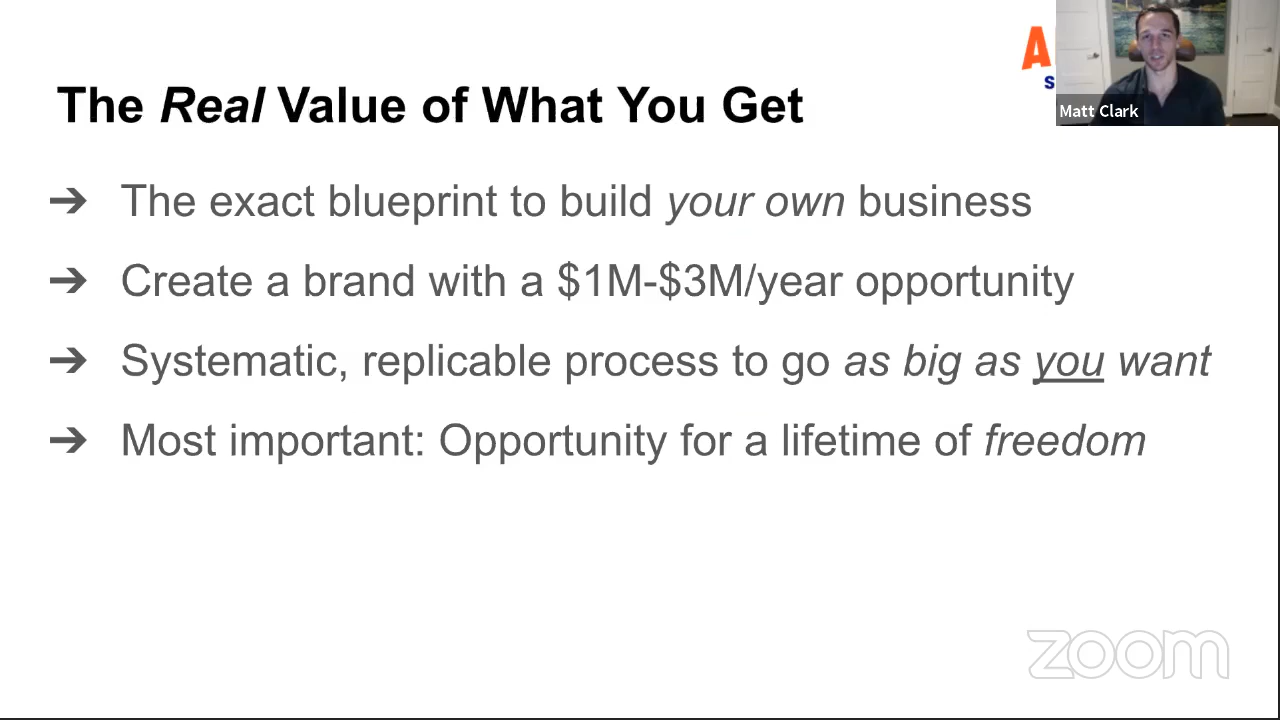 A
S
Matt Clark
The Real Value of What You Get
➔ The exact blueprint to build your own business
➔ Create a brand with a $1M-$3M/year opportunity
➔ Systematic, replicable process to go as big as you want
➔ Most important: Opportunity for a lifetime of freedom
zoom